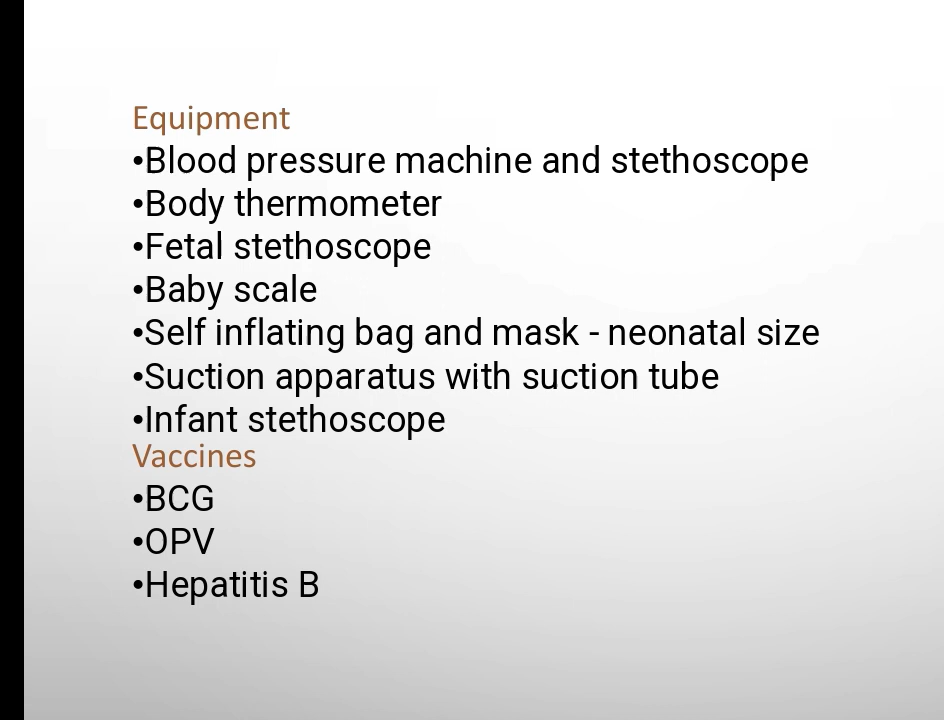 Equipment
•Blood pressure machine and stethoscope
•Body thermometer
•Fetal stethoscope
•Baby scale
•Self inflating bag and mask - neonatal size
•Suction apparatus with suction tube
•Infant stethoscope
Vaccines
•BCG
•OPV
•Hepatitis B